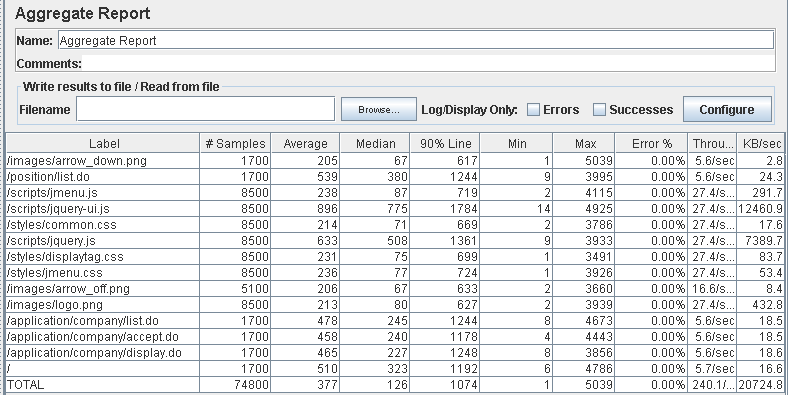 Aggregate Report
Name: Aggregate Report
Comments:
Write results to file / Read from file
Filename Browse... Log/Display Only: Errors Successes Configure
Label # Samples Average Median 90% Line Min Max Error % Throu... KB/sec
/images/arrow_down.png 1700 205 67 617 1 5039 0.00% 5.6/sec 2.8
/position/list.do 1700 539 380 1244 9 3995 0.00% 5.6/sec 24.3
/scripts/jmenu.js 8500 238 87 719 2 4115 0.00% 27.4/s... 291.7
/scripts/jquery-ui.js 8500 896 775 1784 14 4925 0.00% 27.4/s... 12460.9
/styles/common.css 8500 214 71 669 2 3786 0.00% 27.4/s... 17.6
/scripts/jquery.js 8500 633 508 1361 9 3933 0.00% 27.4/s... 7389.7
/styles/displaytag.css 8500 231 75 699 1 3491 0.00% 27.4/s... 83.7
/styles/jmenu.css 8500 236 77 724 1 3926 0.00% 27.4/s... 53.4
/images/arrow_off.png 5100 206 67 633 2 3660 0.00% 16.6/s... 8.4
/images/logo.png 8500 213 80 627 2 3939 0.00% 27.4/s... 432.8
/application/company/list.do 1700 478 245 1244 8 4673 0.00% 5.6/sec 18.5
/application/company/accept.do 1700 458 240 1178 4 4443 0.00% 5.6/sec 18.5
/application/company/display.do 1700 465 227 1248 8 3856 0.00% 5.6/sec 18.6
/ 1700 510 323 1192 6 4786 0.00% 5.7/sec 16.6
TOTAL 74800 377 126 1074 1 5039 0.00% 240.1/... 20724.8